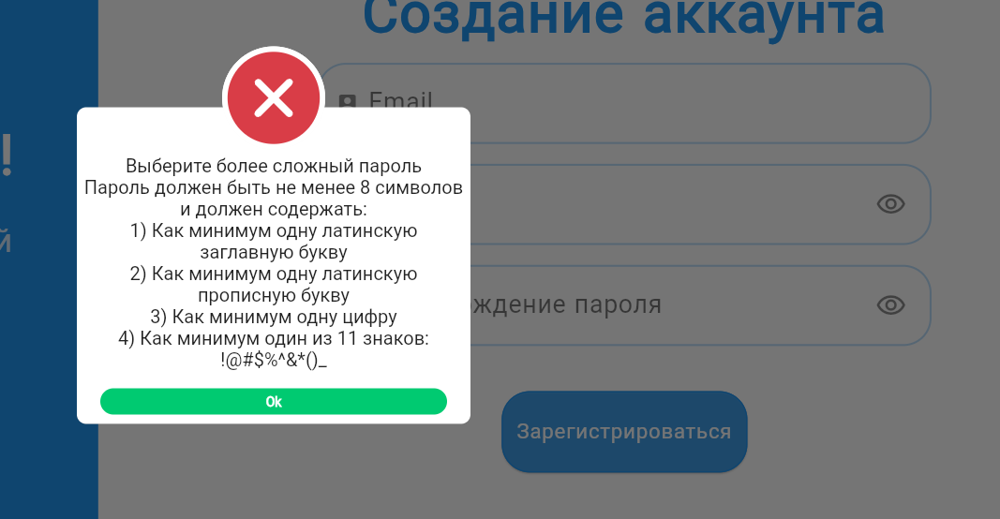 Создание аккаунта
Email
!
й
Выберите более сложный пароль
Пароль должен быть не менее 8 символов
и должен содержать:
1) Как минимум одну латинскую
заглавную букву
2) Как минимум одну латинскую
прописную букву
3) Как минимум одну цифру
4) Как минимум один из 11 знаков:
!@#$%^&*()_
Ok
ждение пароля
Зарегистрироваться